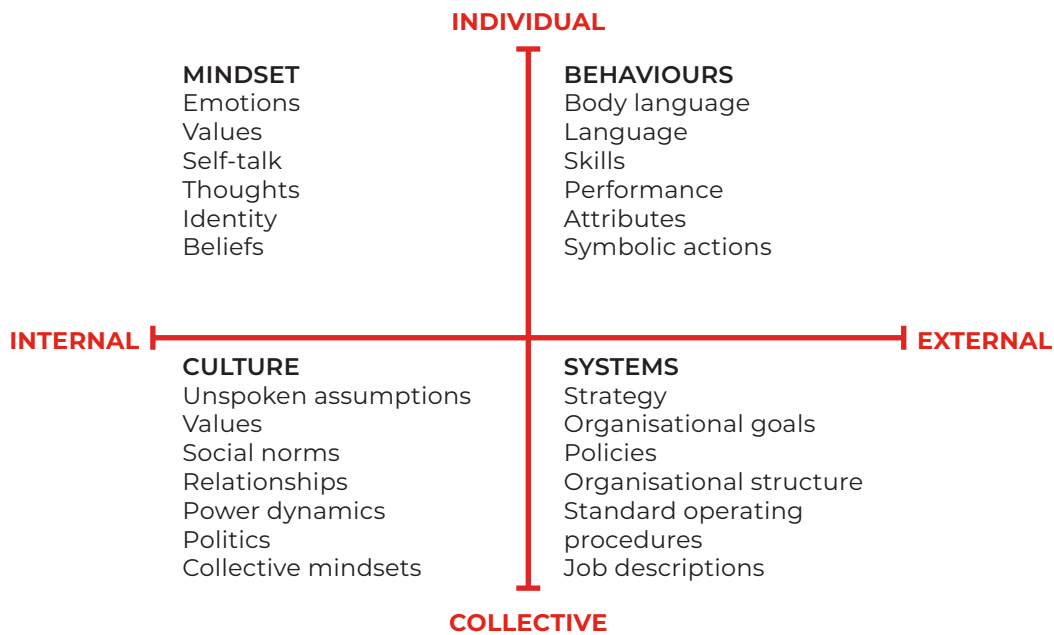 INDIVIDUAL
MINDSET
Emotions
Values
Self-talk
Thoughts
Identity
Beliefs
BEHAVIOURS
Body language
Language
Skills
Performance
Attributes
Symbolic actions
INTERNAL
EXTERNAL
CULTURE
Unspoken assumptions
Values
Social norms
Relationships
Power dynamics
Politics
Collective mindsets
SYSTEMS
Strategy
Organisational goals
Policies
Organisational structure
Standard operating
procedures
Job descriptions
COLLECTIVE